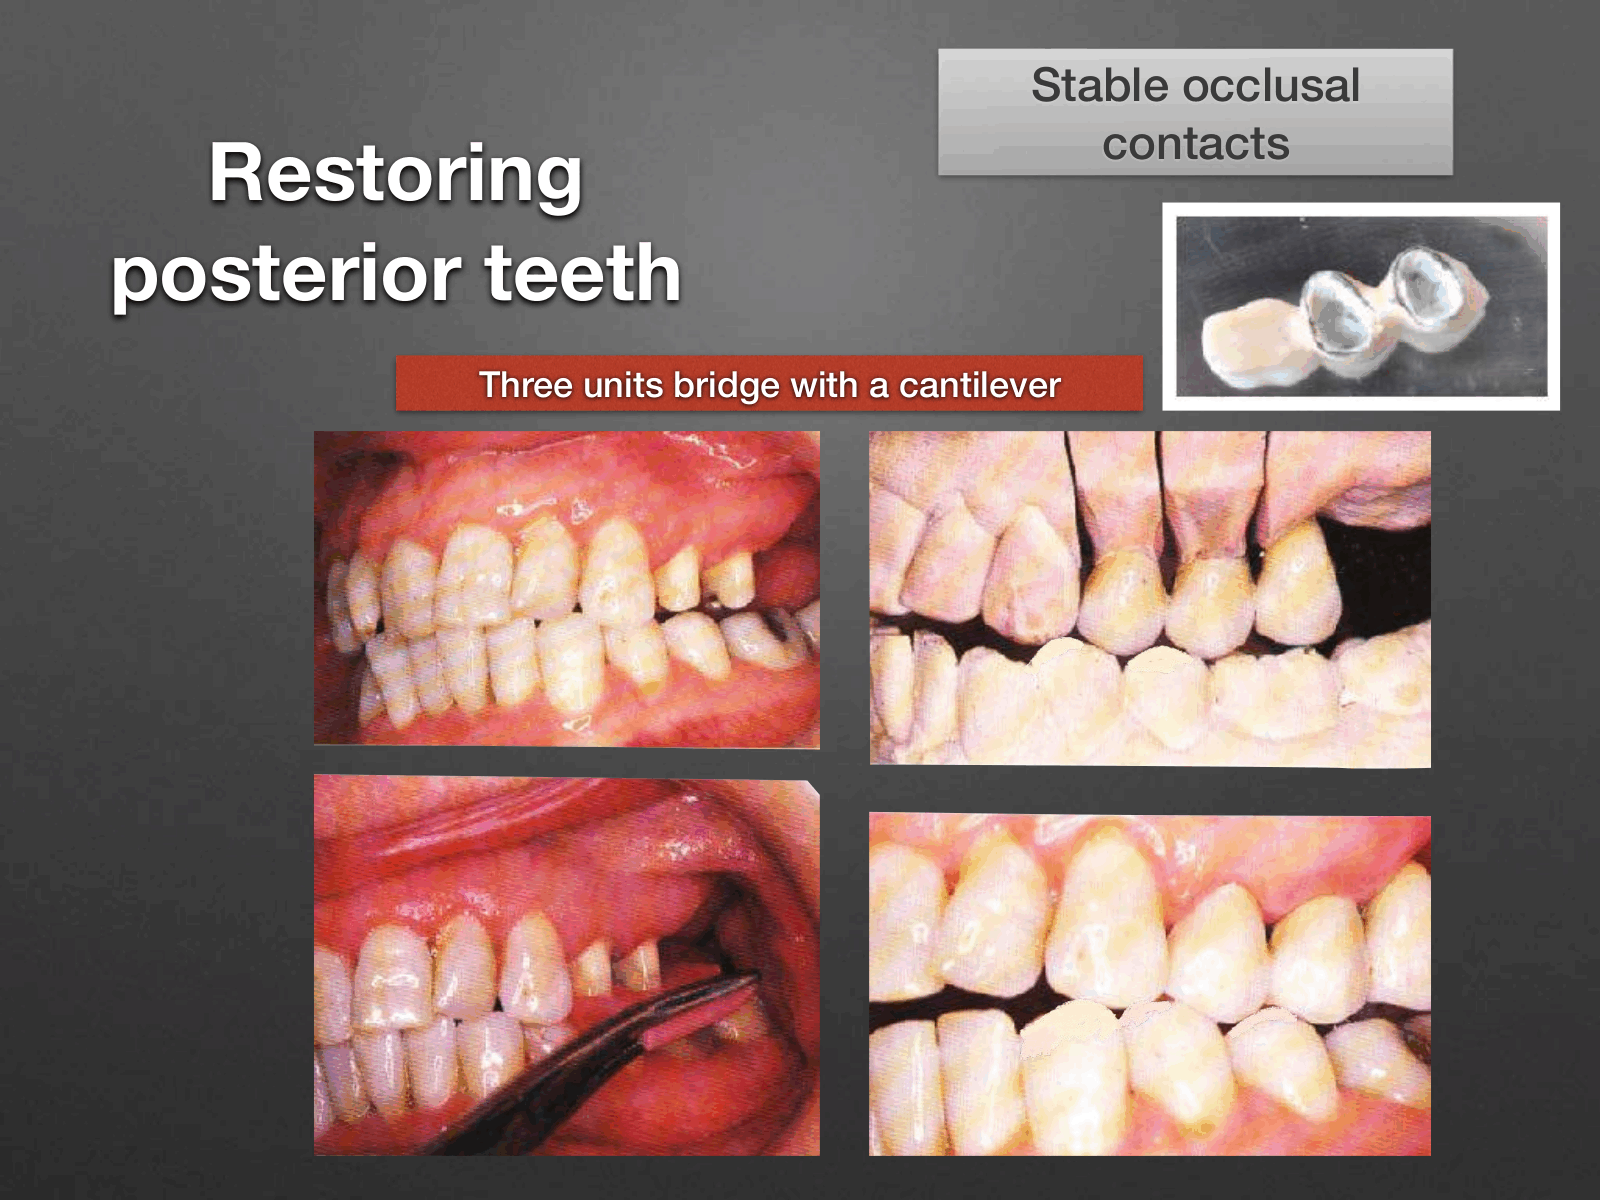 Stable occlusal
contacts
Restoring
posterior teeth
Three units bridge with a cantilever